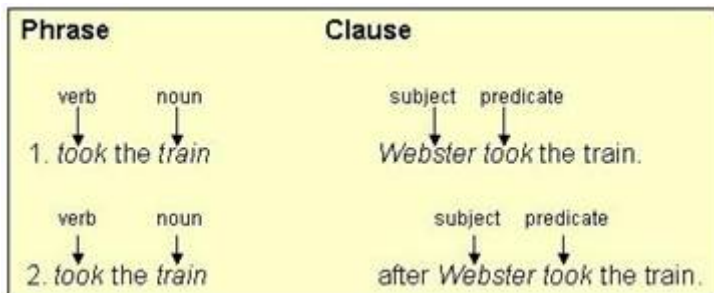 Phrase Clause
verb noun subject predicate
1. took the train Webster took the train.
verb noun subject predicate
2. took the train after Webster took the train.